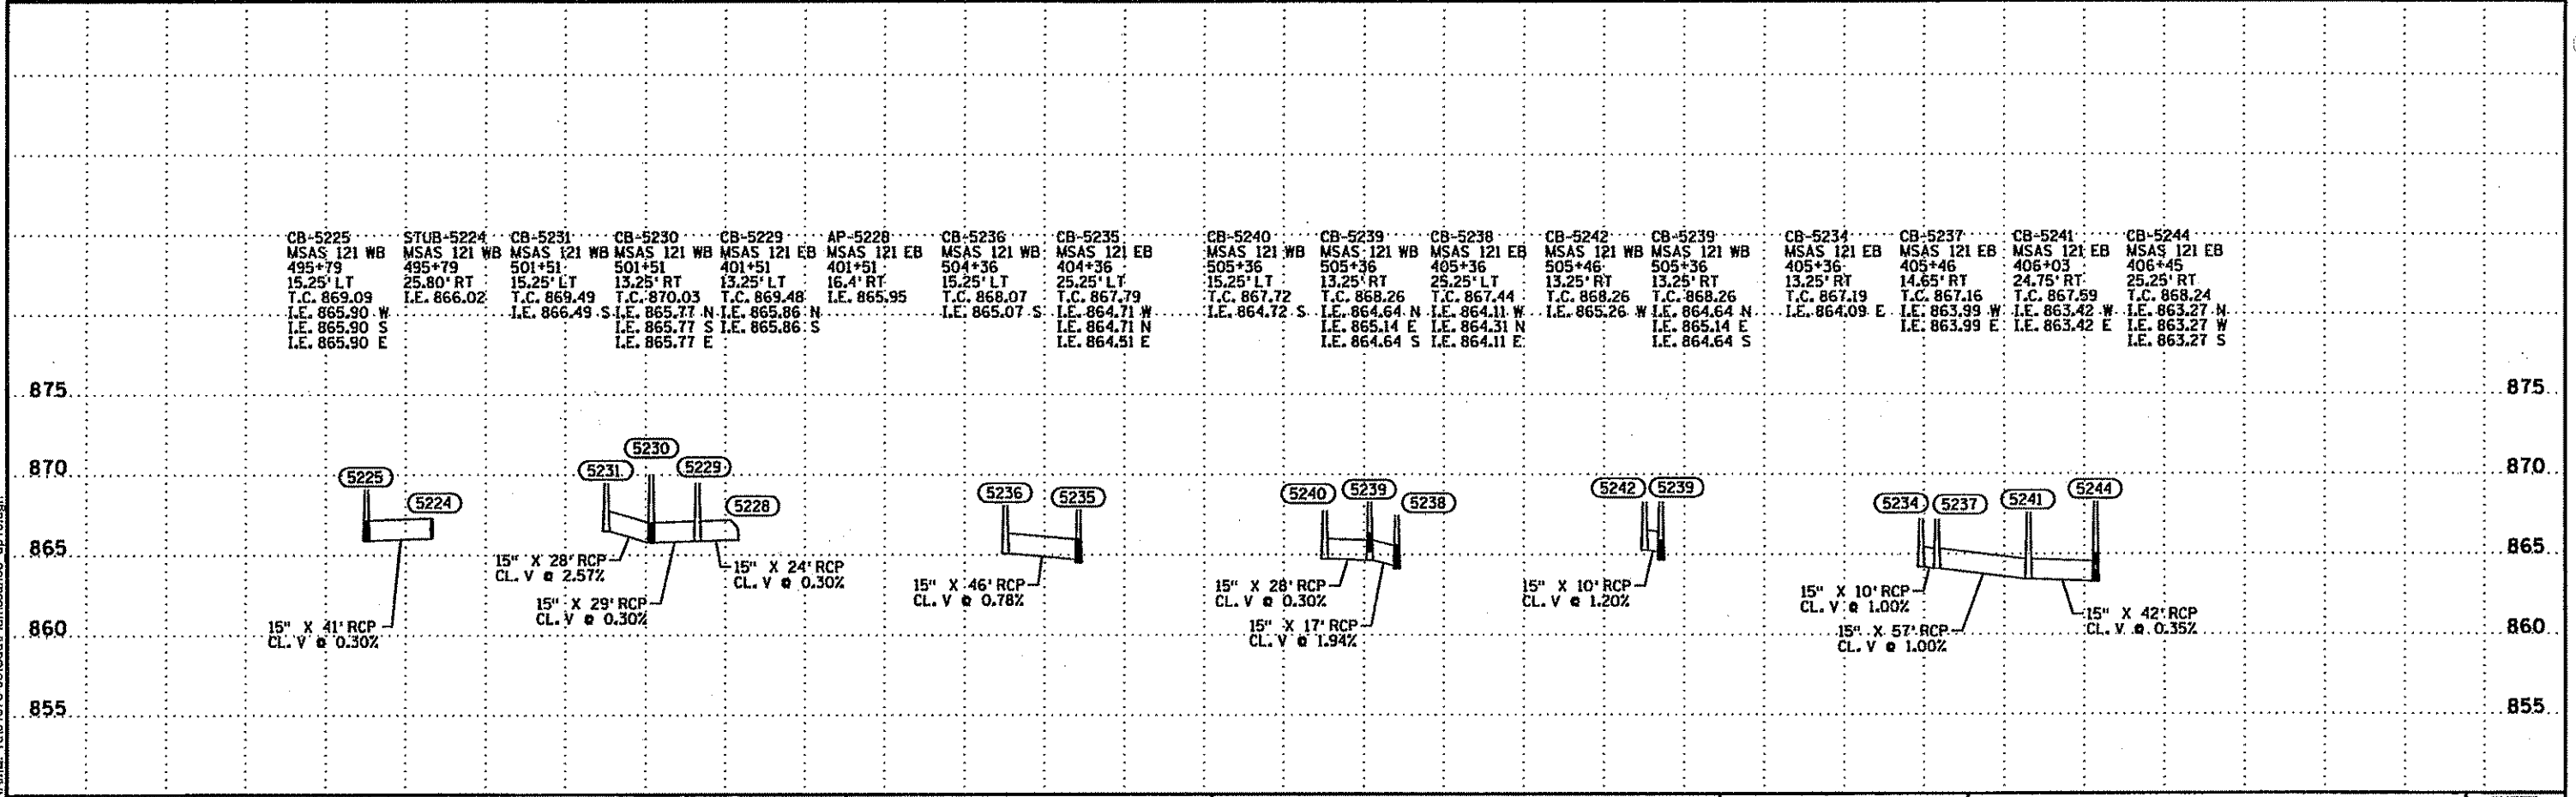 CB-5225
MSAS 121 WB
495+79
15.25' LT
T.C. 869.09
I.E. 865.90 W
I.E. 865.90 S
I.E. 865.90 E
STUB-5224
MSAS 121 WB
495+79
25.80' RT
I.E. 866.02
CB-5231
MSAS 121 WB
501+51
15.25' LT
T.C. 869.49
I.E. 866.49 S
CB-5230
MSAS 121 WB
501+51
13.25' RT
T.C. 870.03
I.E. 865.77 N
I.E. 865.77 S
I.E. 865.77 E
CB-5229
MSAS 121 EB
401+51
13.25' LT
T.C. 869.48
I.E. 865.86 N
I.E. 865.86 S
AP-5228
MSAS 121 EB
401+51
16.4' RT
I.E. 865.95
CB-5236
MSAS 121 WB
504+36
15.25' LT
T.C. 868.07
I.E. 865.07 S
CB-5235
MSAS 121 EB
404+36
25.25' LT
T.C. 867.79
I.E. 864.71 W
I.E. 864.71 N
I.E. 864.51 E
CB-5240
MSAS 121 WB
505+36
15.25' LT
T.C. 867.72
I.E. 864.72 S
CB-5239
MSAS 121 WB
505+36
13.25' RT
T.C. 868.26
I.E. 864.64 N
I.E. 865.14 E
I.E. 864.64 S
CB-5238
MSAS 121 EB
405+36
25.25' LT
T.C. 867.44
I.E. 864.11 W
I.E. 864.31 N
I.E. 864.11 E
CB-5242
MSAS 121 WB
505+46
13.25' RT
T.C. 868.26
I.E. 865.26 W
CB-5239
MSAS 121 WB
505+36
13.25' RT
T.C. 868.26
I.E. 864.64 N
I.E. 865.14 E
I.E. 864.64 S
CB-5234
MSAS 121 EB
405+36
13.25' RT
T.C. 867.19
I.E. 864.09 E
CB-5237
MSAS 121 EB
405+46
14.65' RT
T.C. 867.16
I.E. 863.99 W
I.E. 863.99 E
CB-5241
MSAS 121 EB
406+03
24.75' RT
T.C. 867.59
I.E. 863.42 W
I.E. 863.42 E
CB-5244
MSAS 121 EB
406+45
25.25' RT
T.C. 868.24
I.E. 863.27 N
I.E. 863.27 W
I.E. 863.27 S
875
875
870
870
865
865
860
860
855
855
5225
5224
15" X 41' RCP
CL. V @ 0.30%
5231
5230
5229
5228
15" X 28' RCP
CL. V @ 2.57%
15" X 29' RCP
CL. V @ 0.30%
15" X 24' RCP
CL. V @ 0.30%
5236
5235
15" X 46' RCP
CL. V @ 0.78%
5240
5239
5238
15" X 28' RCP
CL. V @ 0.30%
15" X 17' RCP
CL. V @ 1.94%
5242
5239
15" X 10' RCP
CL. V @ 1.20%
5234
5237
5241
5244
15" X 10' RCP
CL. V @ 1.00%
15" X 57' RCP
CL. V @ 1.00%
15" X 42' RCP
CL. V @ 0.35%